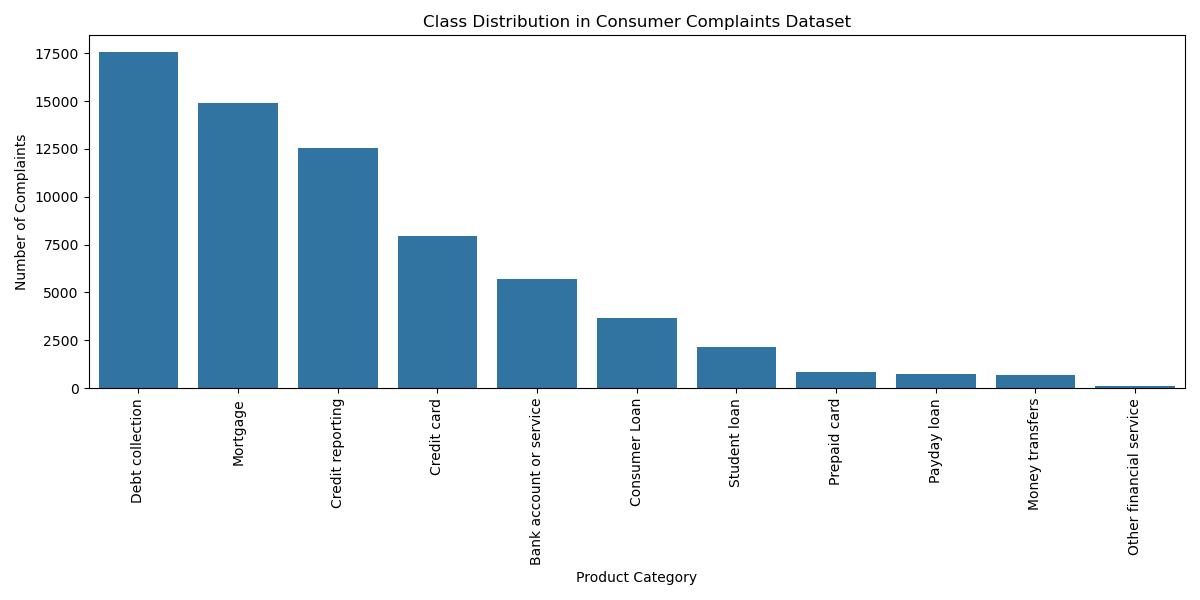 Class Distribution in Consumer Complaints Dataset
Number of Complaints
17500
15000
12500
10000
7500
5000
2500
0
Debt collection
Mortgage
Credit reporting
Credit card
Bank account or service
Consumer Loan
Student loan
Prepaid card
Payday loan
Money transfers
Other financial service
Product Category